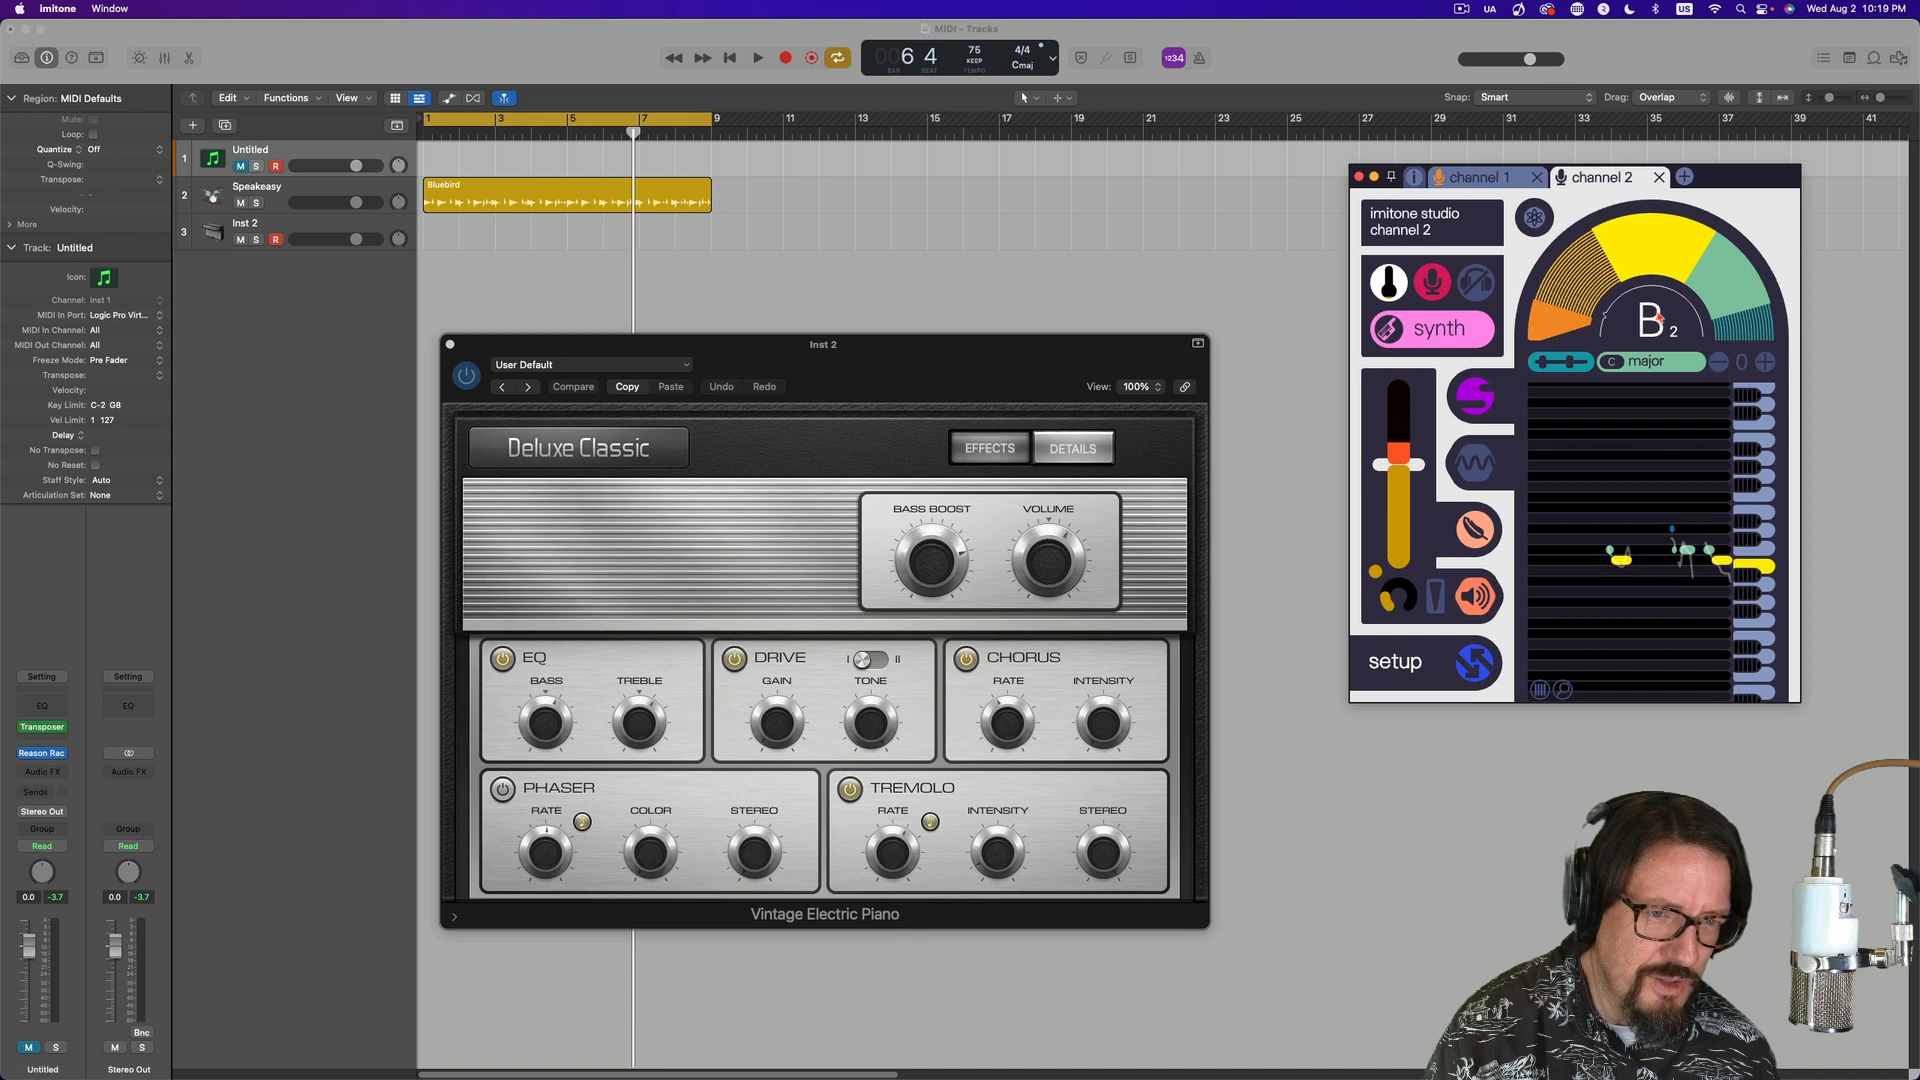 imitone Window
UA
US
Wed Aug 2 10:19 PM
MIDI - Tracks
006 4
BAR BEAT
75
KEEP
TEMPO
4/4
Cmaj
1234
Region: MIDI Defaults
Mute:
Loop:
Quantize Off
Q-Swing:
Transpose:
Velocity:
More
Track: Untitled
Icon:
Channel: Inst 1
MIDI In Port: Logic Pro Virt...
MIDI In Channel: All
MIDI Out Channel: All
Freeze Mode: Pre Fader
Transpose:
Velocity:
Key Limit: C-2 G8
Vel Limit: 1 127
Delay
No Transpose:
No Reset:
Staff Style: Auto
Articulation Set: None
Edit Functions View
Snap: Smart
Drag: Overlap
1 3 5 7 9 11 13 15 17 19 21 23 25 27 29 31 33 35 37 39 41
1 Untitled
M S R
2 Speakeasy
M S
3 Inst 2
M S R
Bluebird
Inst 2
User Default
Compare Copy Paste Undo Redo
View: 100%
Deluxe Classic
EFFECTS DETAILS
BASS BOOST VOLUME
EQ
BASS TREBLE
DRIVE I II
GAIN TONE
CHORUS
RATE INTENSITY
PHASER
RATE COLOR STEREO
TREMOLO
RATE INTENSITY STEREO
Vintage Electric Piano
channel 1
channel 2
imitone studio
channel 2
B 2
synth
C major
0
setup
Setting Setting
EQ EQ
Transposer
Reason Rac
Audio FX Audio FX
Sends
Stereo Out
Group Group
Read Read
0.0 -3.7 0.0 -3.7
Bnc
M S M S
Untitled Stereo Out